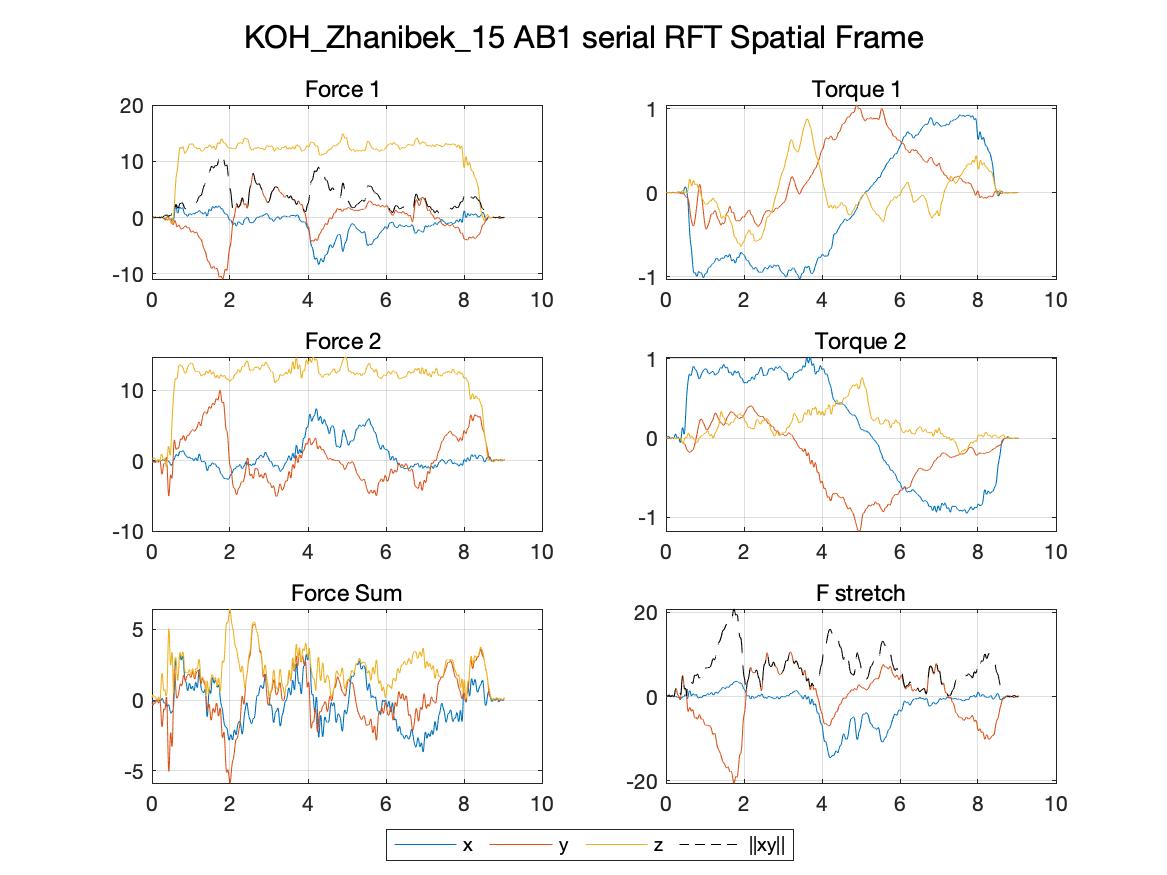 KOH_Zhanibek_15 AB1 serial RFT Spatial Frame
Force 1
20
10
0
-10
0 2 4 6 8 10
Torque 1
1
0
-1
0 2 4 6 8 10
Force 2
10
0
-10
0 2 4 6 8 10
Torque 2
1
0
-1
0 2 4 6 8 10
Force Sum
5
0
-5
0 2 4 6 8 10
F stretch
20
0
-20
0 2 4 6 8 10
x y z ||xy||